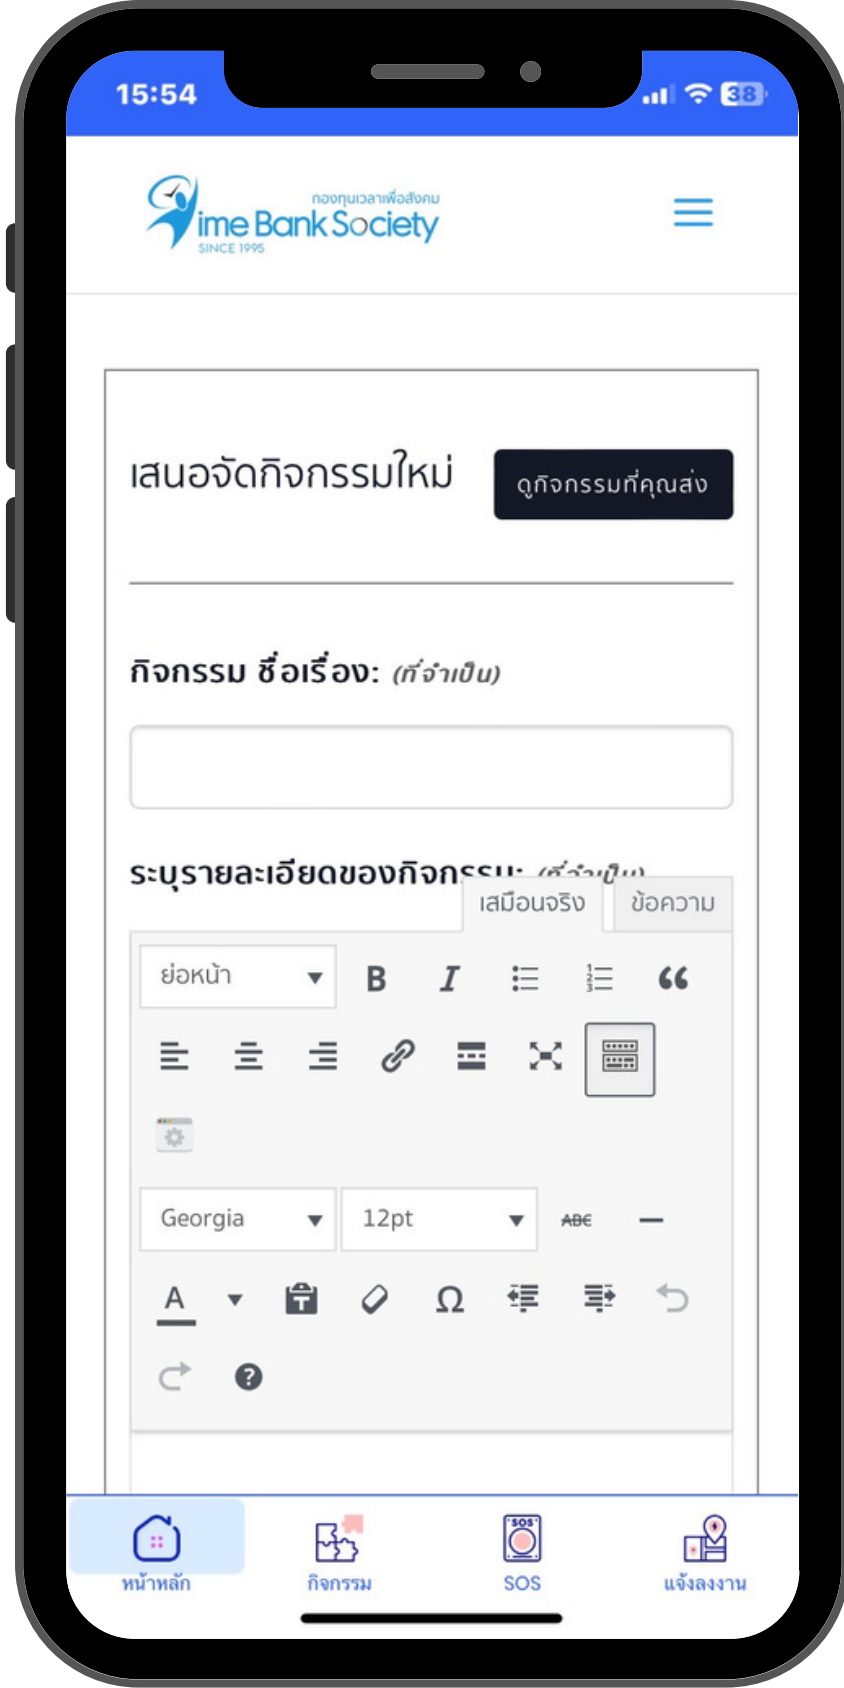 15:54
38
กองทุนเวลาเพื่อสังคม
ime Bank Society
SINCE 1995
เสนอจัดกิจกรรมใหม่
ดูกิจกรรมที่คุณส่ง
กิจกรรม ชื่อเรื่อง: (ที่จำเป็น)
ระบุรายละเอียดของกิจกรรม: (ที่จำเป็น)
เสมือนจริง ข้อความ
ย่อหน้า B I
Georgia 12pt ABC
A T Ω
?
SOS
หน้าหลัก กิจกรรม SOS แจ้งลงงาน